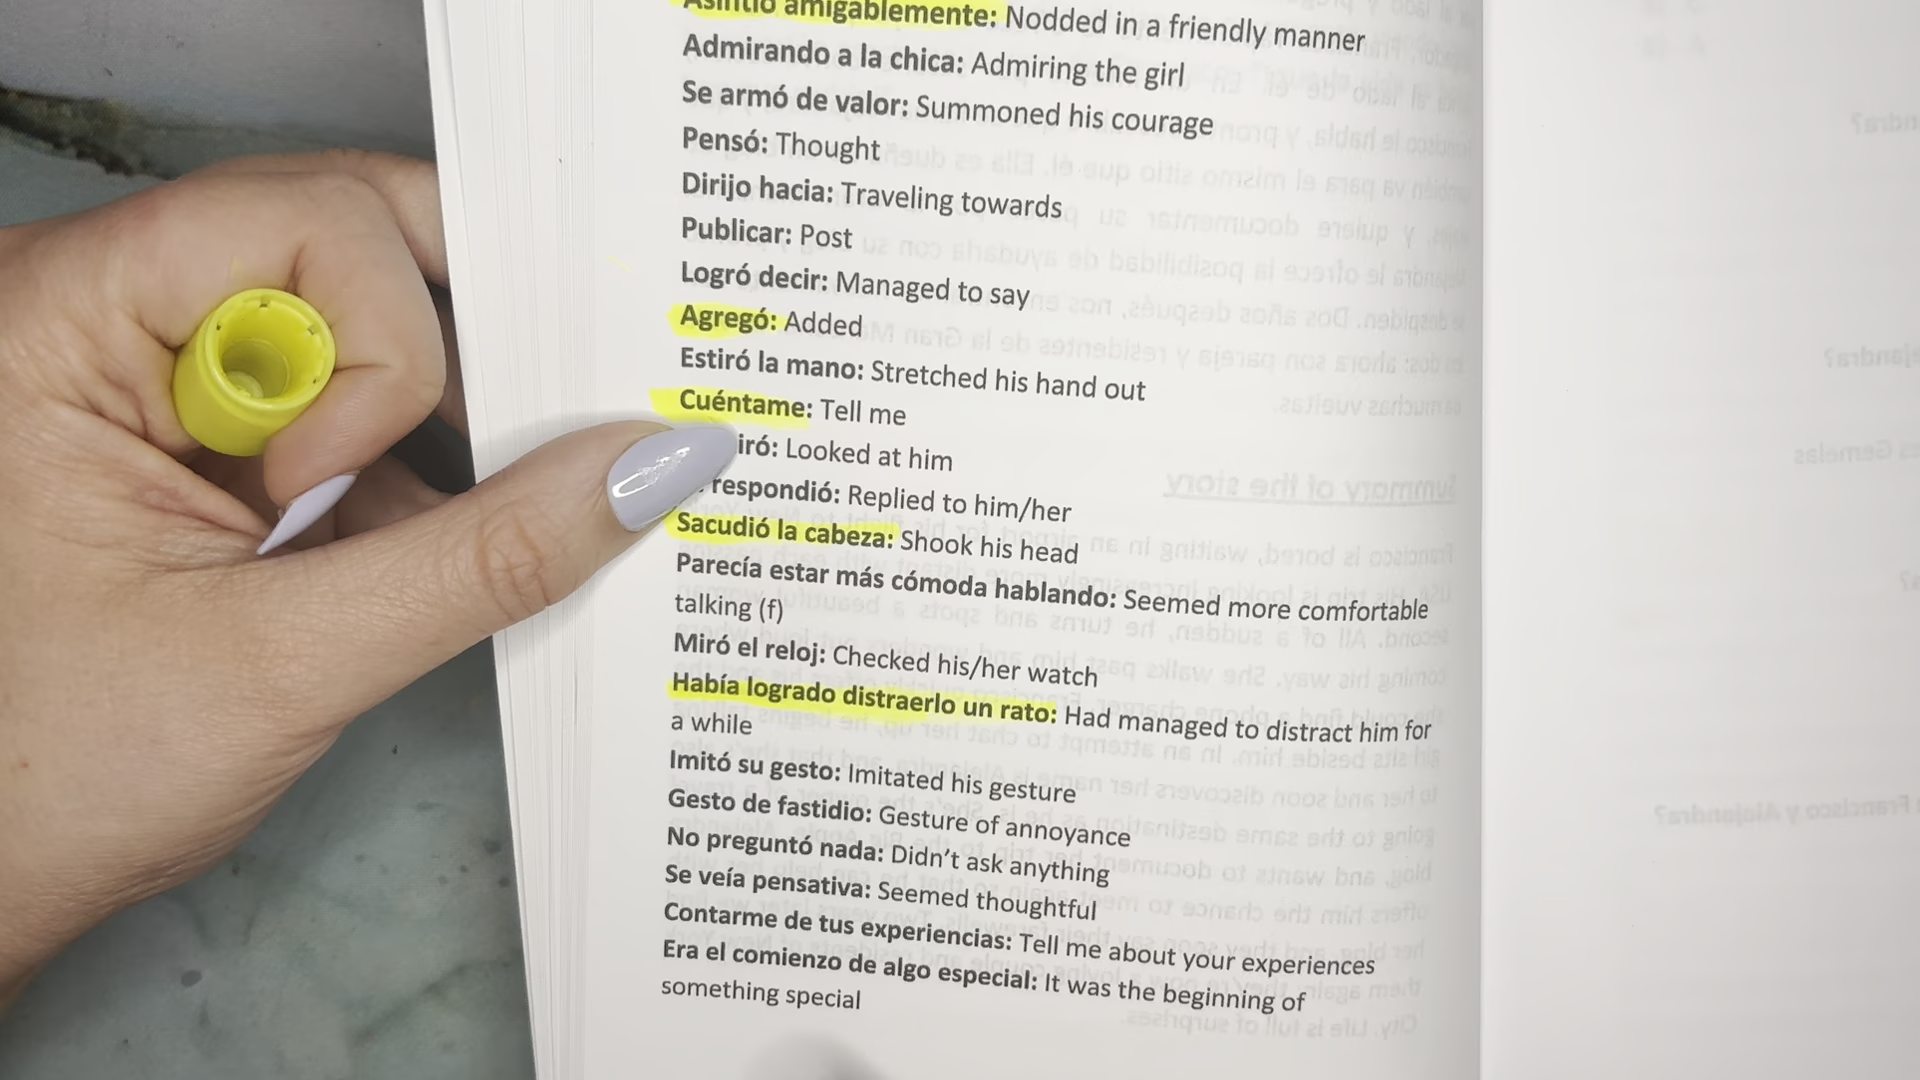 Asintió amigablemente: Nodded in a friendly manner
Admirando a la chica: Admiring the girl
Se armó de valor: Summoned his courage
Pensó: Thought
Dirijo hacia: Traveling towards
Publicar: Post
Logró decir: Managed to say
Agregó: Added
Estiró la mano: Stretched his hand out
Cuéntame: Tell me
iró: Looked at him
respondió: Replied to him/her
Sacudió la cabeza: Shook his head
Parecía estar más cómoda hablando: Seemed more comfortable
talking (f)
Miró el reloj: Checked his/her watch
Había logrado distraerlo un rato: Had managed to distract him for
a while
Imitó su gesto: Imitated his gesture
Gesto de fastidio: Gesture of annoyance
No preguntó nada: Didn't ask anything
Se veía pensativa: Seemed thoughtful
Contarme de tus experiencias: Tell me about your experiences
Era el comienzo de algo especial: It was the beginning of
something special